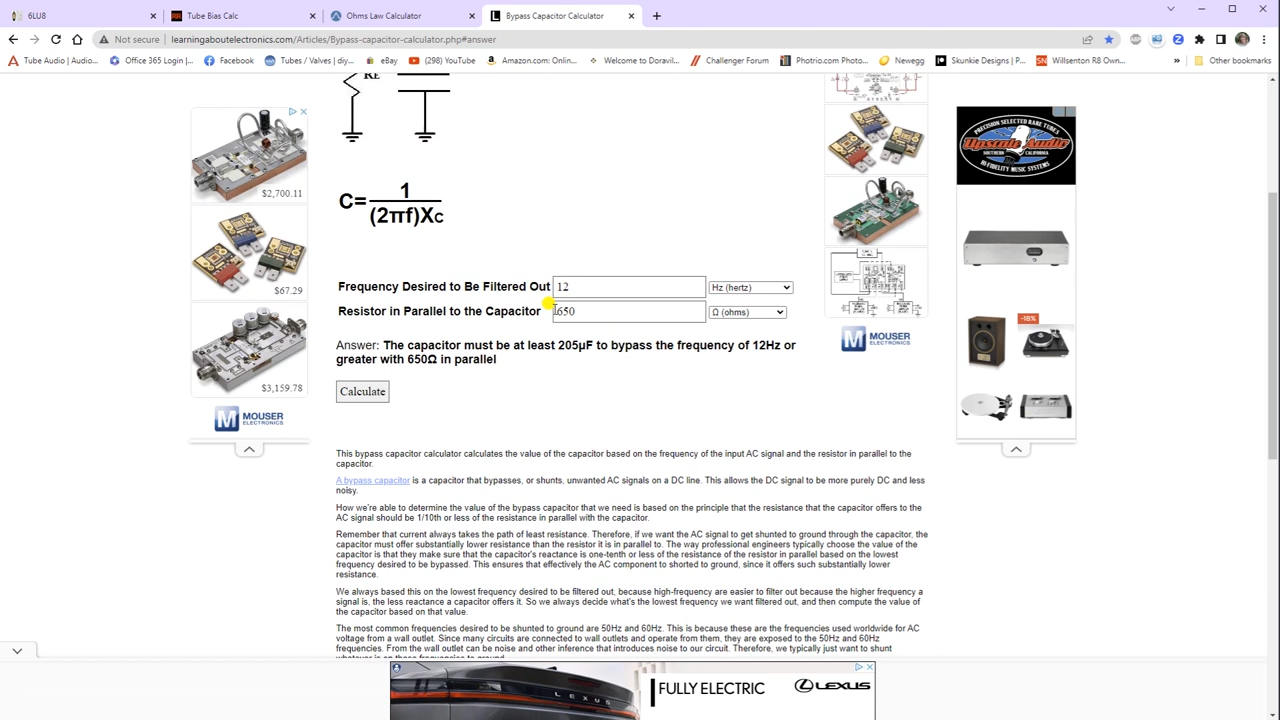 6LU8
Tube Bias Calc
Ohms Law Calculator
Bypass Capacitor Calculator
Not secure
learningaboutelectronics.com/Articles/Bypass-capacitor-calculator.php#answer
Tube Audio | Audio...
Office 365 Login |...
Facebook
Tubes / Valves | diy...
eBay
(298) YouTube
Amazon.com: Onlin...
Welcome to Doravil...
Challenger Forum
Photrio.com Photo...
Newegg
Skunkie Designs | P...
Willsenton R8 Own...
»
Other bookmarks
RE
C= 1
(2πf)Xc
$2,700.11
$67.29
$3,159.78
MOUSER
ELECTRONICS
Frequency Desired to Be Filtered Out 12 Hz (hertz)
Resistor in Parallel to the Capacitor 650 Ω (ohms)
Answer: The capacitor must be at least 205μF to bypass the frequency of 12Hz or
greater with 650Ω in parallel
Calculate
MOUSER
ELECTRONICS
PRECISION SELECTED RARE TUBES
Upscale Audio
SOUTHERN CALIFORNIA
HI-FIDELITY MUSIC SYSTEMS
-18%
This bypass capacitor calculator calculates the value of the capacitor based on the frequency of the input AC signal and the resistor in parallel to the
capacitor.
A bypass capacitor is a capacitor that bypasses, or shunts, unwanted AC signals on a DC line. This allows the DC signal to be more purely DC and less
noisy.
How we're able to determine the value of the bypass capacitor that we need is based on the principle that the resistance that the capacitor offers to the
AC signal should be 1/10th or less of the resistance in parallel with the capacitor.
Remember that current always takes the path of least resistance. Therefore, if we want the AC signal to get shunted to ground through the capacitor, the
capacitor must offer substantially lower resistance than the resistor it is in parallel to. The way professional engineers typically choose the value of the
capacitor is that they make sure that the capacitor's reactance is one-tenth or less of the resistance of the resistor in parallel based on the lowest
frequency desired to be bypassed. This ensures that effectively the AC component to shorted to ground, since it offers such substantially lower
resistance.
We always based this on the lowest frequency desired to be filtered out, because high-frequency are easier to filter out because the higher frequency a
signal is, the less reactance a capacitor offers it. So we always decide what's the lowest frequency we want filtered out, and then compute the value of
the capacitor based on that value.
The most common frequencies desired to be shunted to ground are 50Hz and 60Hz. This is because these are the frequencies used worldwide for AC
voltage from a wall outlet. Since many circuits are connected to wall outlets and operate from them, they are exposed to the 50Hz and 60Hz
frequencies. From the wall outlet can be noise and other inference that introduces noise to our circuit. Therefore, we typically just want to shunt
FULLY ELECTRIC
LEXUS